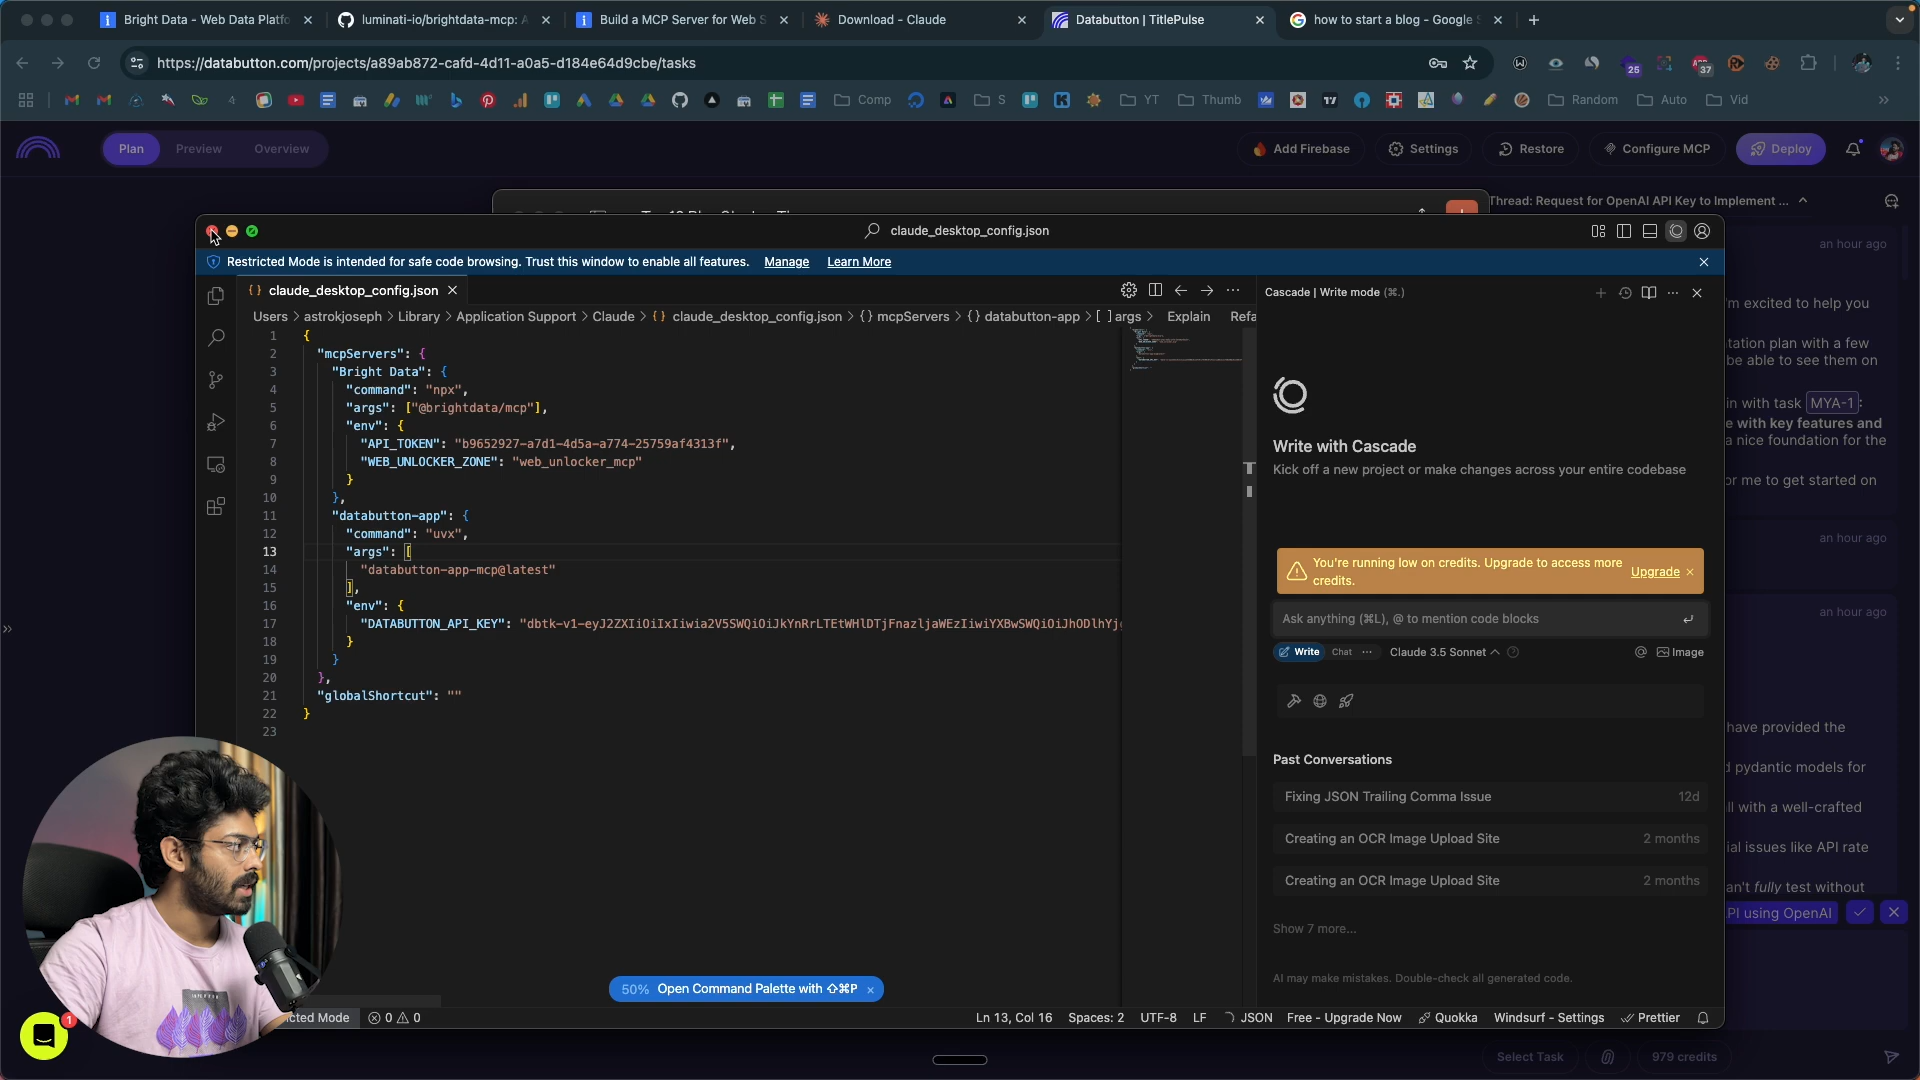 Bright Data - Web Data Platfo
luminati-io/brightdata-mcp: A
Build a MCP Server for Web S
Download - Claude
Databutton | TitlePulse
how to start a blog - Google S
https://databutton.com/projects/a89ab872-cafd-4d11-a0a5-d184e64d9cbe/tasks
25
37
Comp
S
YT
Thumb
Random
Auto
Vid
Plan
Preview
Overview
Add Firebase
Settings
Restore
Configure MCP
Deploy
Thread: Request for OpenAI API Key to Implement ...
claude_desktop_config.json
an hour ago
Restricted Mode is intended for safe code browsing. Trust this window to enable all features.
Manage
Learn More
claude_desktop_config.json
Cascade | Write mode (⌘.)
'm excited to help you
Users > astrokjoseph > Library > Application Support > Claude > {} claude_desktop_config.json > {} mcpServers > {} databutton-app > [ ] args >
Explain
Refa
1 {
2 "mcpServers": {
3 "Bright Data": {
4 "command": "npx",
5 "args": ["@brightdata/mcp"],
6 "env": {
7 "API_TOKEN": "b9652927-a7d1-4d5a-a774-25759af4313f",
8 "WEB_UNLOCKER_ZONE": "web_unlocker_mcp"
9 }
10 },
11 "databutton-app": {
12 "command": "uvx",
13 "args": [
14 "databutton-app-mcp@latest"
15 ],
16 "env": {
17 "DATABUTTON_API_KEY": "dbtk-v1-eyJ2ZXIiOiIxIiwia2V5SWQiOiJkYnRrLTEtWHlDTjFnazljaWEzIiwiYXBwSWQiOiJhODlhYj
18 }
19 }
20 },
21 "globalShortcut": ""
22 }
23
Write with Cascade
Kick off a new project or make changes across your entire codebase
You're running low on credits. Upgrade to access more
credits.
Upgrade
Ask anything (⌘L), @ to mention code blocks
Write
Chat
Claude 3.5 Sonnet
Image
Past Conversations
Fixing JSON Trailing Comma Issue
12d
Creating an OCR Image Upload Site
2 months
Creating an OCR Image Upload Site
2 months
Show 7 more...
AI may make mistakes. Double-check all generated code.
tation plan with a few
be able to see them on
in with task MYA-1 :
e with key features and
a nice foundation for the
or me to get started on
an hour ago
an hour ago
have provided the
d pydantic models for
ll with a well-crafted
ial issues like API rate
an't fully test without
PI using OpenAI
50% Open Command Palette with ⇧⌘P
cted Mode
0
0
Ln 13, Col 16
Spaces: 2
UTF-8
LF
JSON
Free - Upgrade Now
Quokka
Windsurf - Settings
Prettier
1
Select Task
979 credits